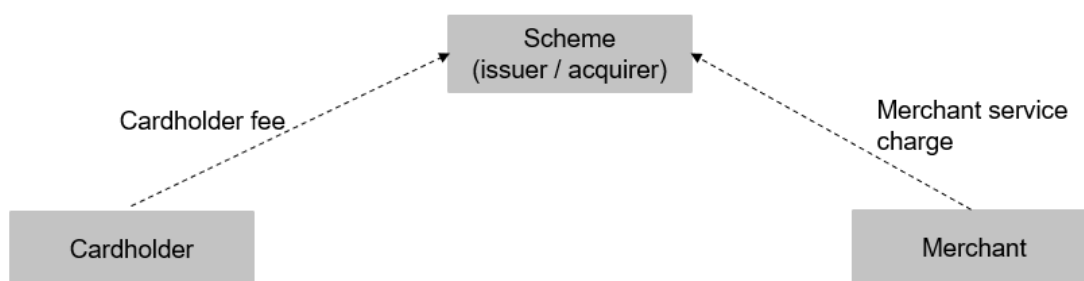 Scheme
(issuer / acquirer)
Cardholder fee
Merchant service
charge
Cardholder
Merchant